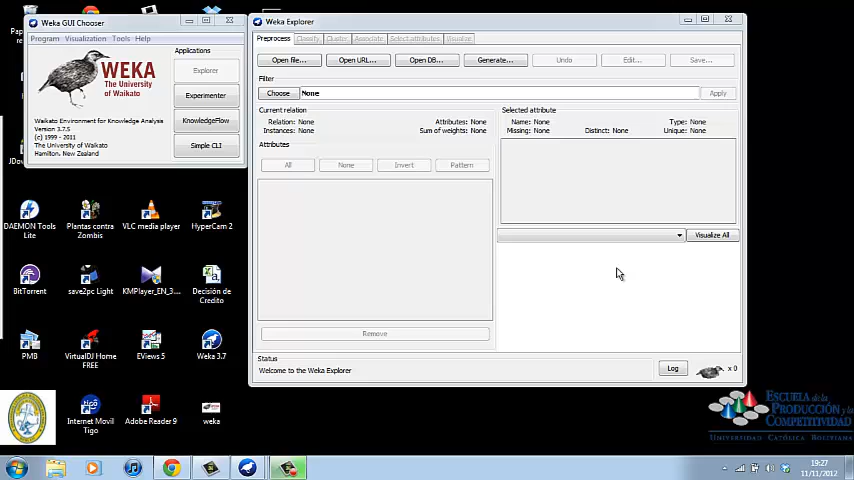 Weka GUI Chooser
Program Visualization Tools Help
WEKA
The University
of Waikato
Waikato Environment for Knowledge Analysis
Version 3.7.5
(c) 1999 - 2011
The University of Waikato
Hamilton, New Zealand
Applications
Explorer
Experimenter
KnowledgeFlow
Simple CLI
Weka Explorer
Preprocess Classify Cluster Associate Select attributes Visualize
Open file... Open URL... Open DB... Generate... Undo Edit... Save...
Filter
Choose None Apply
Current relation
Relation: None Attributes: None
Instances: None Sum of weights: None
Attributes
All None Invert Pattern
Remove
Selected attribute
Name: None Type: None
Missing: None Distinct: None Unique: None
Visualize All
Status
Welcome to the Weka Explorer
Log x 0
DAEMON Tools
Lite
Plantas contra
Zombis
VLC media player
HyperCam 2
BitTorrent
save2pc Light
KMPlayer_EN_3...
Decisión de
Credito
PMB
VirtualDJ Home
FREE
EViews 5
Weka 3.7
Internet Movil
Tigo
Adobe Reader 9
weka
ESCUELA de la
PRODUCCIÓN y la
COMPETITIVIDAD
UNIVERSIDAD CATÓLICA BOLIVIANA
19:27
11/11/2012